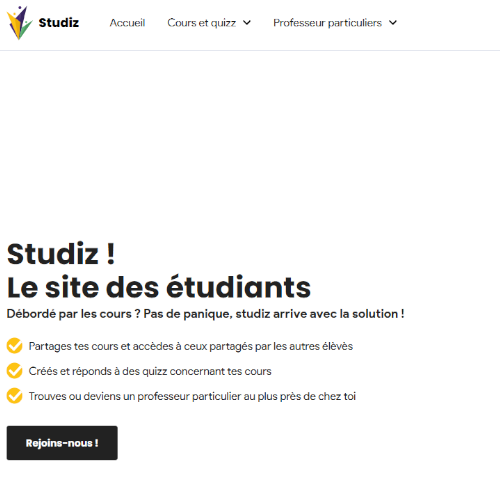 Studiz
Accueil
Cours et quizz
Professeur particuliers
Studiz !
Le site des étudiants
Débordé par les cours ? Pas de panique, studiz arrive avec la solution !
Partages tes cours et accèdes à ceux partagés par les autres élèvès
Créés et réponds à des quizz concernant tes cours
Trouves ou deviens un professeur particulier au plus près de chez toi
Rejoins-nous !